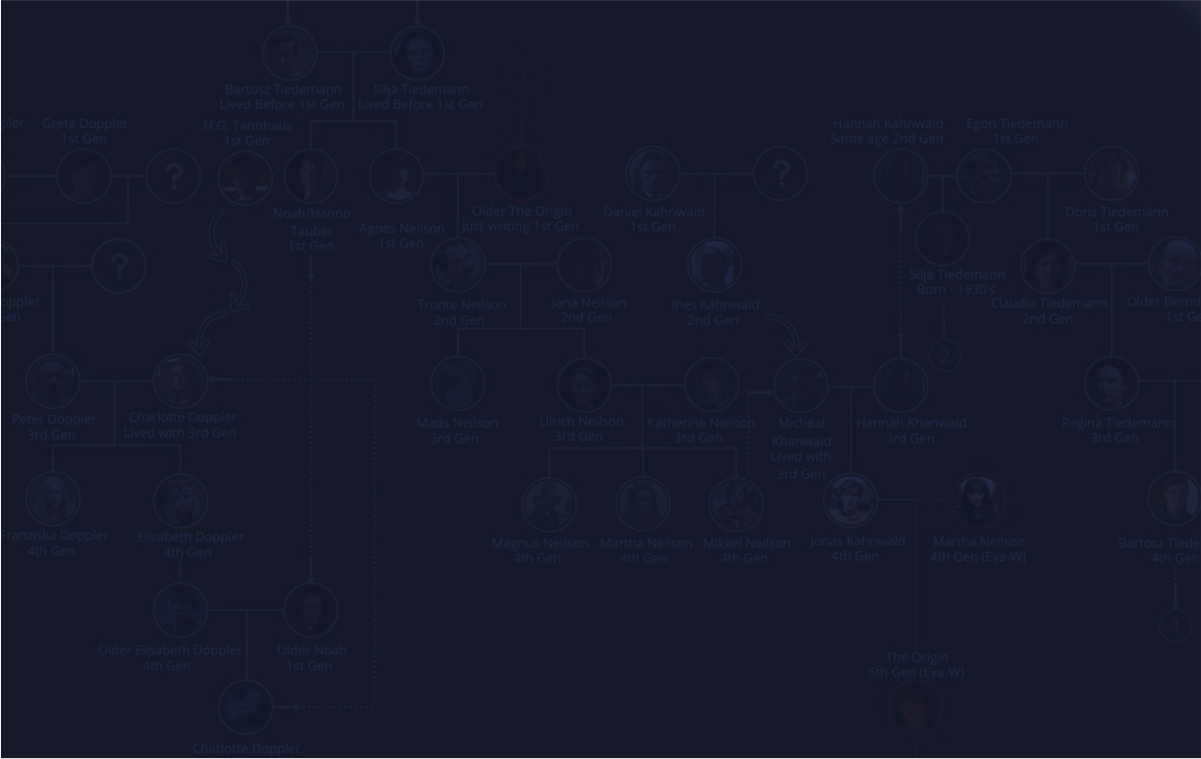 Bartosz Tiedemann
Lived Before 1st Gen
Silja Tiedemann
Lived Before 1st Gen
3
pler
Greta Doppler
1st Gen
?
H.G. Tannhaus
1st Gen
Noah/Hanno
Tauber
1st Gen
Agnes Neilson
1st Gen
Older The Origin
Just visiting 1st Gen
Daniel Kahnwald
1st Gen
?
Hannah Kahnwald
Same age 2nd Gen
Egon Tiedemann
1st Gen
Doris Tiedemann
1st Gen
oppler
Gen
?
Tronte Neilson
2nd Gen
Jana Neilson
2nd Gen
Ines Kahnwald
2nd Gen
Silja Tiedemann
Born - 1930's
Claudia Tiedemann
2nd Gen
Older Bernd
1st G
2
Peter Doppler
3rd Gen
Charlotte Doppler
Lived with 3rd Gen
Mads Neilson
3rd Gen
Ulrich Neilson
3rd Gen
Katherine Neilson
3rd Gen
Micheal
Khanwald
Lived with
3rd Gen
Hannah Khanwald
3rd Gen
Regina Tiedemann
3rd Gen
Franziska Doppler
4th Gen
Elisabeth Doppler
4th Gen
Magnus Neilson
4th Gen
Martha Neilson
4th Gen
Mikkel Neilson
4th Gen
Jonas Kahnwald
4th Gen
Martha Neilson
4th Gen (Eva-W)
Bartosz Tiede
4th Gen
1
Older Elisabeth Doppler
4th Gen
Older Noah
1st Gen
The Origin
5th Gen (Eva-W)
Charlotte Doppler